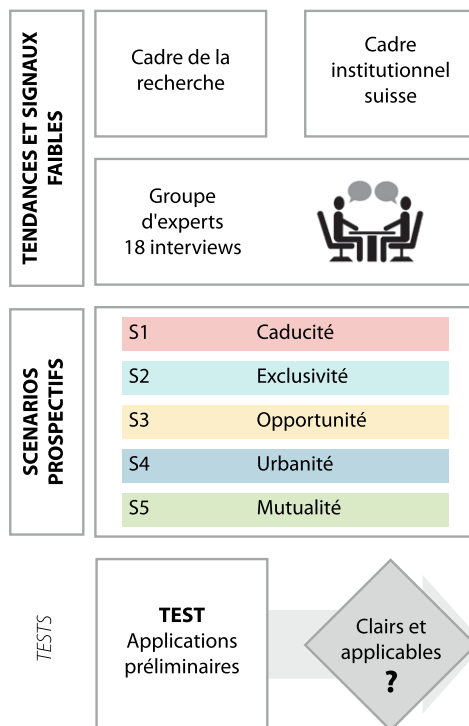 TENDANCES ET SIGNAUX
FAIBLES
Cadre de la
recherche
Cadre
institutionnel
suisse
Groupe
d'experts
18 interviews
SCENARIOS
PROSPECTIFS
S1 Caducité
S2 Exclusivité
S3 Opportunité
S4 Urbanité
S5 Mutualité
TESTS
TEST
Applications
préliminaires
Clairs et
applicables
?